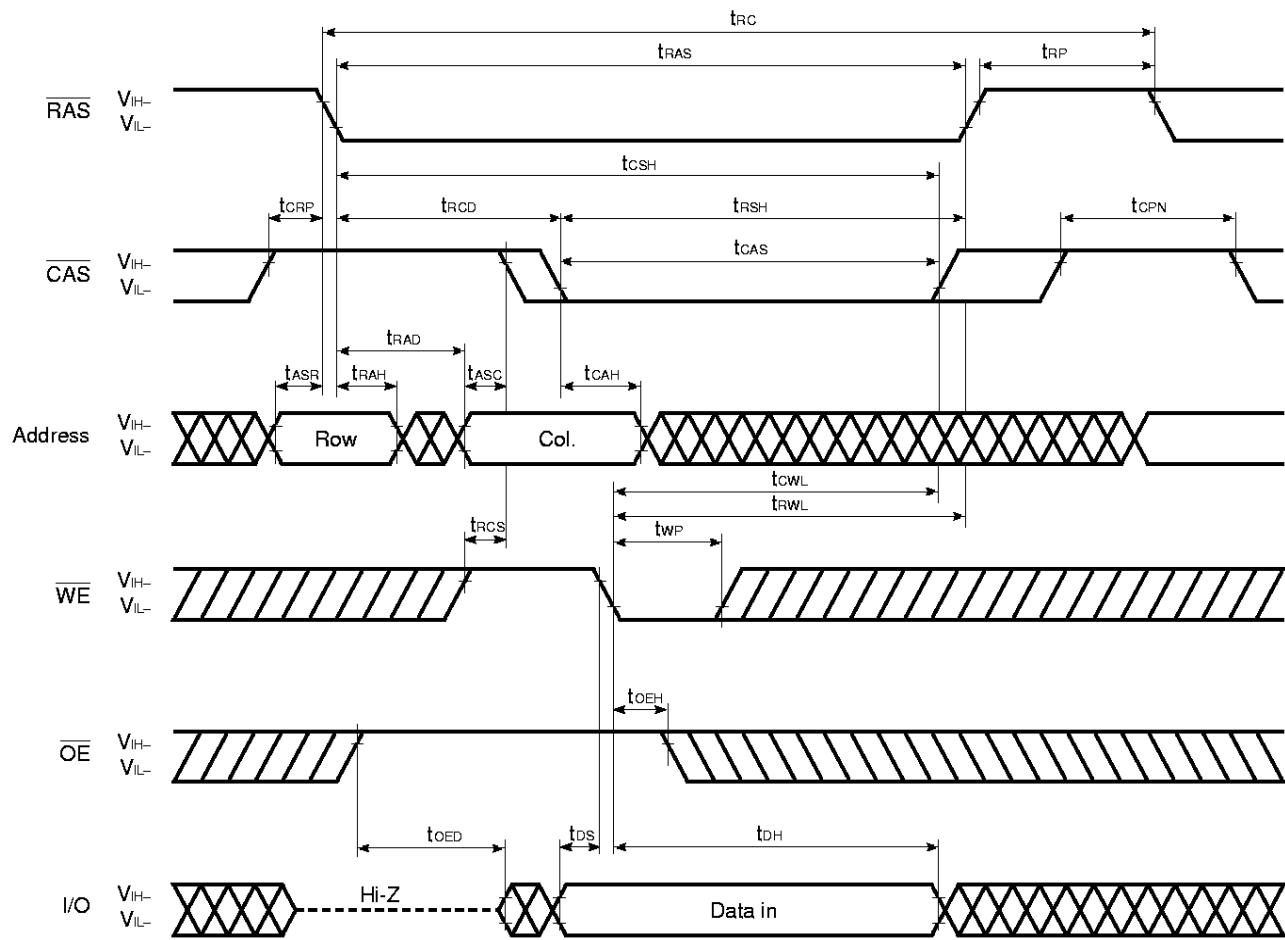 tRC
tRAS
tRP
RAS
VIH–
VIL–
tCSH
tCRP
tRCD
tRSH
tCPN
CAS
VIH–
VIL–
tCAS
tRAD
tASR
tRAH
tASC
tCAH
Address
VIH–
VIL–
Row
Col.
tCWL
tRWL
tRCS
tWP
WE
VIH–
VIL–
tOEH
OE
VIH–
VIL–
tOED
tDS
tDH
I/O
VIH–
VIL–
Hi-Z
Data in